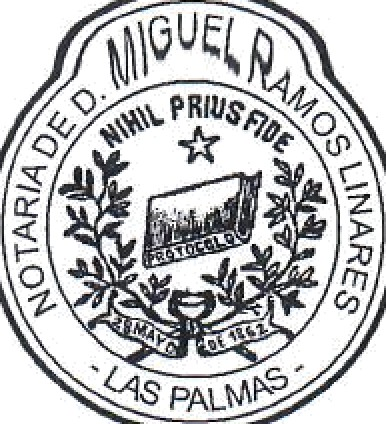 NOTARIA DE D. MIGUEL RAMOS LINARES
NIHIL PRIUS FIDE
PROTOCOLO
28 MAYO DE 1862
- LAS PALMAS -